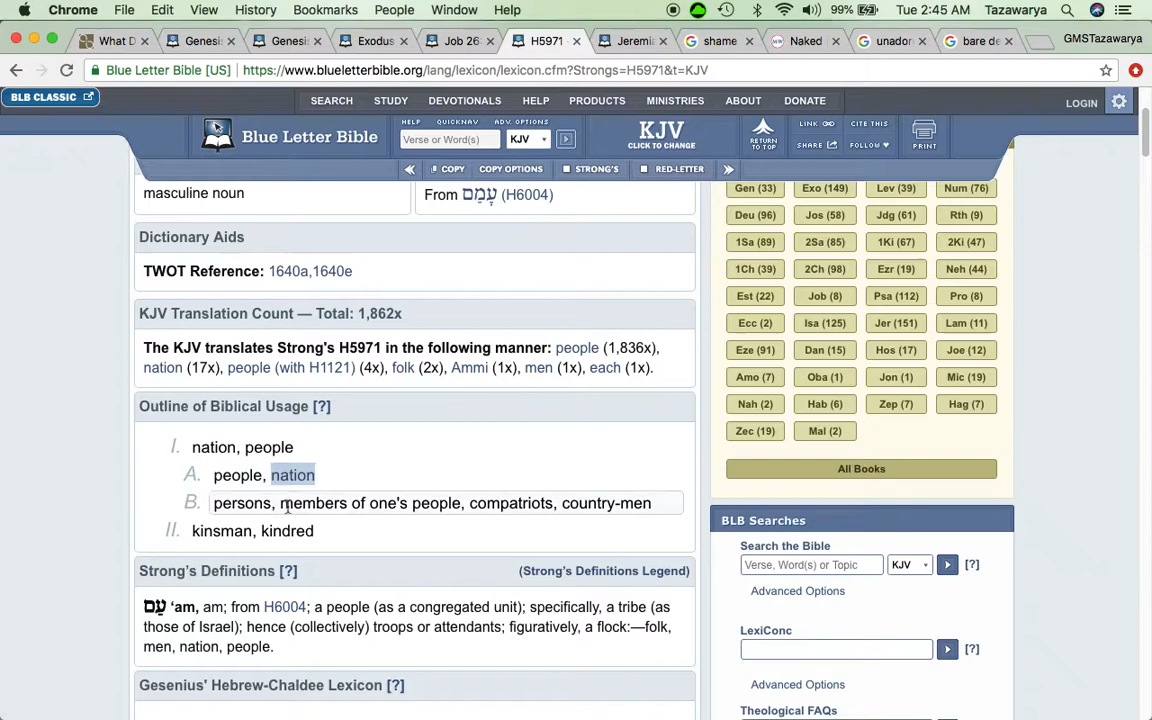 Chrome File Edit View History Bookmarks People Window Help 99% Tue 2:45 AM Tazawarya
What D Genesis Genesis Exodus Job 26 H5971 Jeremia shame Naked unador bare de GMSTazawarya
Blue Letter Bible [US] https://www.blueletterbible.org/lang/lexicon/lexicon.cfm?Strongs=H5971&t=KJV
BLB CLASSIC SEARCH STUDY DEVOTIONALS HELP PRODUCTS MINISTRIES ABOUT DONATE LOGIN
HELP QUICKNAV ADV. OPTIONS
Blue Letter Bible Verse or Word(s) KJV
KJV
CLICK TO CHANGE
RETURN TO TOP
LINK CITE THIS
SHARE FOLLOW PRINT
COPY COPY OPTIONS STRONG'S RED-LETTER
masculine noun
From עָמַם (H6004)
Dictionary Aids
TWOT Reference: 1640a,1640e
KJV Translation Count — Total: 1,862x
The KJV translates Strong's H5971 in the following manner: people (1,836x),
nation (17x), people (with H1121) (4x), folk (2x), Ammi (1x), men (1x), each (1x).
Outline of Biblical Usage [?]
I. nation, people
A. people, nation
B. persons, members of one's people, compatriots, country-men
II. kinsman, kindred
Strong's Definitions [?] (Strong's Definitions Legend)
עַם ʻam, am; from H6004; a people (as a congregated unit); specifically, a tribe (as
those of Israel); hence (collectively) troops or attendants; figuratively, a flock:—folk,
men, nation, people.
Gesenius' Hebrew-Chaldee Lexicon [?]
Gen (33) Exo (149) Lev (39) Num (76)
Deu (96) Jos (58) Jdg (61) Rth (9)
1Sa (89) 2Sa (85) 1Ki (67) 2Ki (47)
1Ch (39) 2Ch (98) Ezr (19) Neh (44)
Est (22) Job (8) Psa (112) Pro (8)
Ecc (2) Isa (125) Jer (151) Lam (11)
Eze (91) Dan (15) Hos (17) Joe (12)
Amo (7) Oba (1) Jon (1) Mic (19)
Nah (2) Hab (6) Zep (7) Hag (7)
Zec (19) Mal (2)
All Books
BLB Searches
Search the Bible
Verse, Word(s) or Topic KJV [?]
Advanced Options
LexiConc
[?]
Advanced Options
Theological FAQs